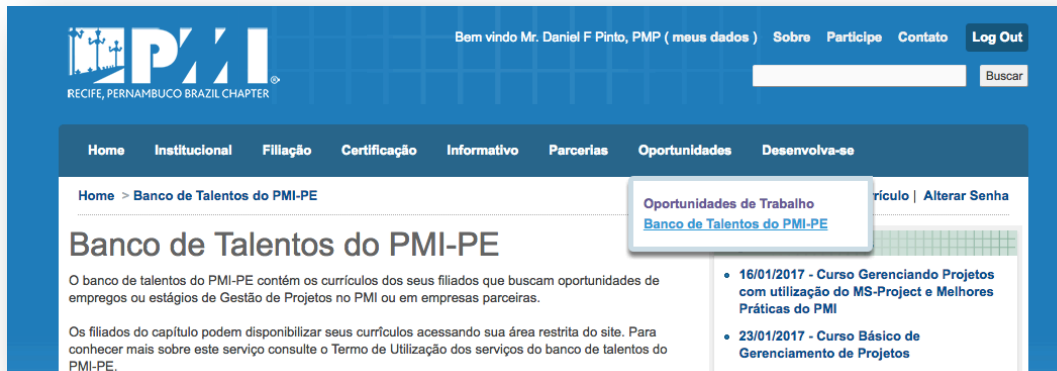 PMI®
RECIFE, PERNAMBUCO BRAZIL CHAPTER
Bem vindo Mr. Daniel F Pinto, PMP ( meus dados ) Sobre Participe Contato Log Out
Buscar
Home Institucional Filiação Certificação Informativo Parcerias Oportunidades Desenvolva-se
Home > Banco de Talentos do PMI-PE
rículo | Alterar Senha
Oportunidades de Trabalho
Banco de Talentos do PMI-PE
Banco de Talentos do PMI-PE
O banco de talentos do PMI-PE contém os currículos dos seus filiados que buscam oportunidades de
empregos ou estágios de Gestão de Projetos no PMI ou em empresas parceiras.
Os filiados do capítulo podem disponibilizar seus currículos acessando sua área restrita do site. Para
conhecer mais sobre este serviço consulte o Termo de Utilização dos serviços do banco de talentos do
PMI-PE.
16/01/2017 - Curso Gerenciando Projetos
com utilização do MS-Project e Melhores
Práticas do PMI
23/01/2017 - Curso Básico de
Gerenciamento de Projetos